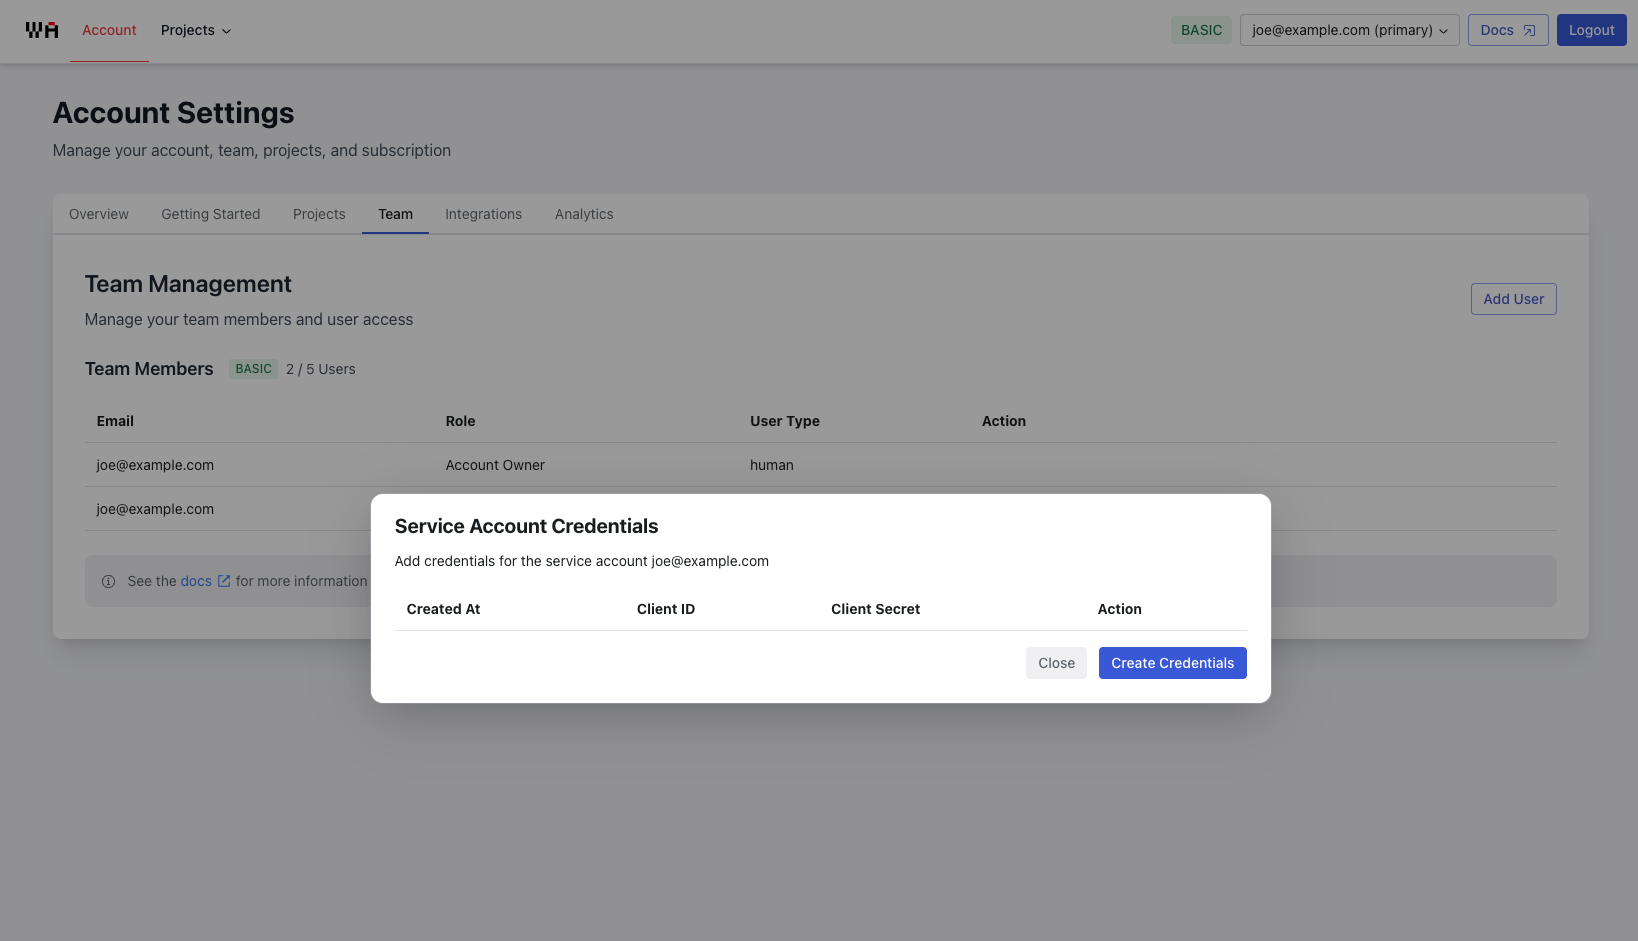 Account Projects BASIC joe@example.com (primary) Docs Logout
Account Settings
Manage your account, team, projects, and subscription
Overview Getting Started Projects Team Integrations Analytics
Team Management
Manage your team members and user access
Add User
Team Members BASIC 2 / 5 Users
Email Role User Type Action
joe@example.com Account Owner human
joe@example.com
See the docs for more information
Service Account Credentials
Add credentials for the service account joe@example.com
Created At Client ID Client Secret Action
Close Create Credentials